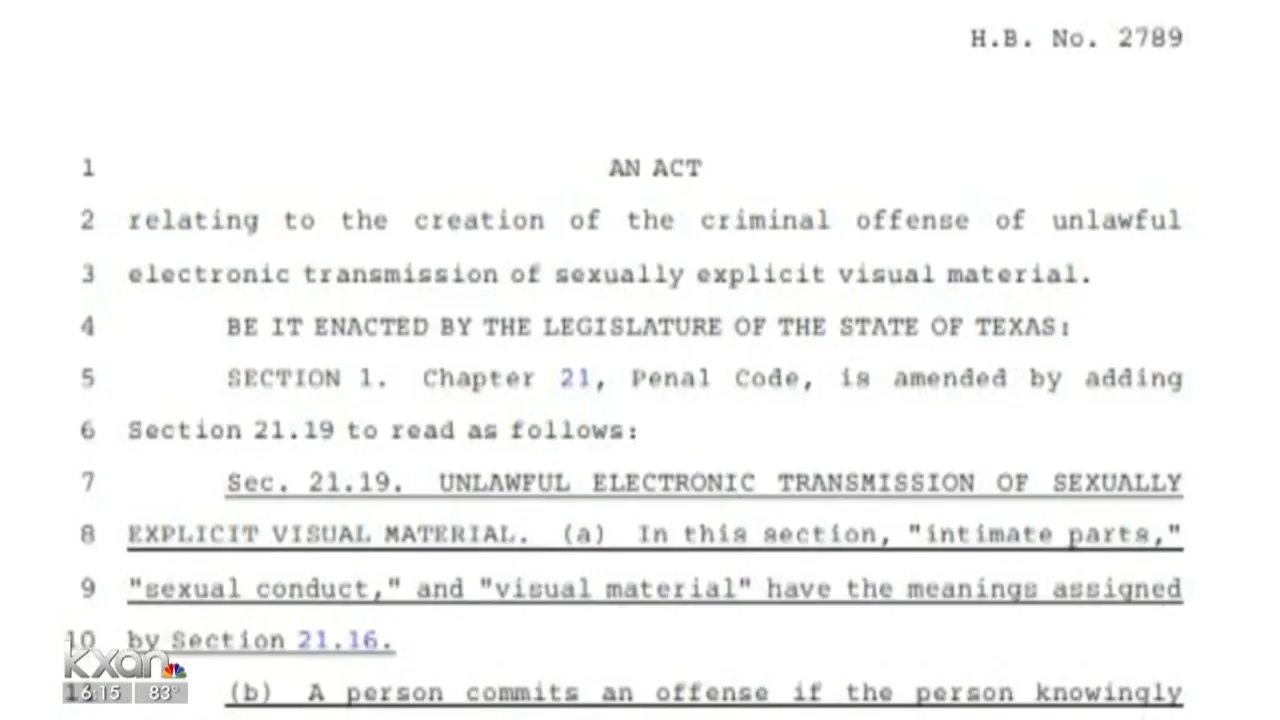 H.B. No. 2789
1 AN ACT
2 relating to the creation of the criminal offense of unlawful
3 electronic transmission of sexually explicit visual material.
4 BE IT ENACTED BY THE LEGISLATURE OF THE STATE OF TEXAS:
5 SECTION 1. Chapter 21, Penal Code, is amended by adding
6 Section 21.19 to read as follows:
7 Sec. 21.19. UNLAWFUL ELECTRONIC TRANSMISSION OF SEXUALLY
8 EXPLICIT VISUAL MATERIAL. (a) In this section, "intimate parts,"
9 "sexual conduct," and "visual material" have the meanings assigned
10 by Section 21.16.
kxan
(b) A person commits an offense if the person knowingly
6:15 83°